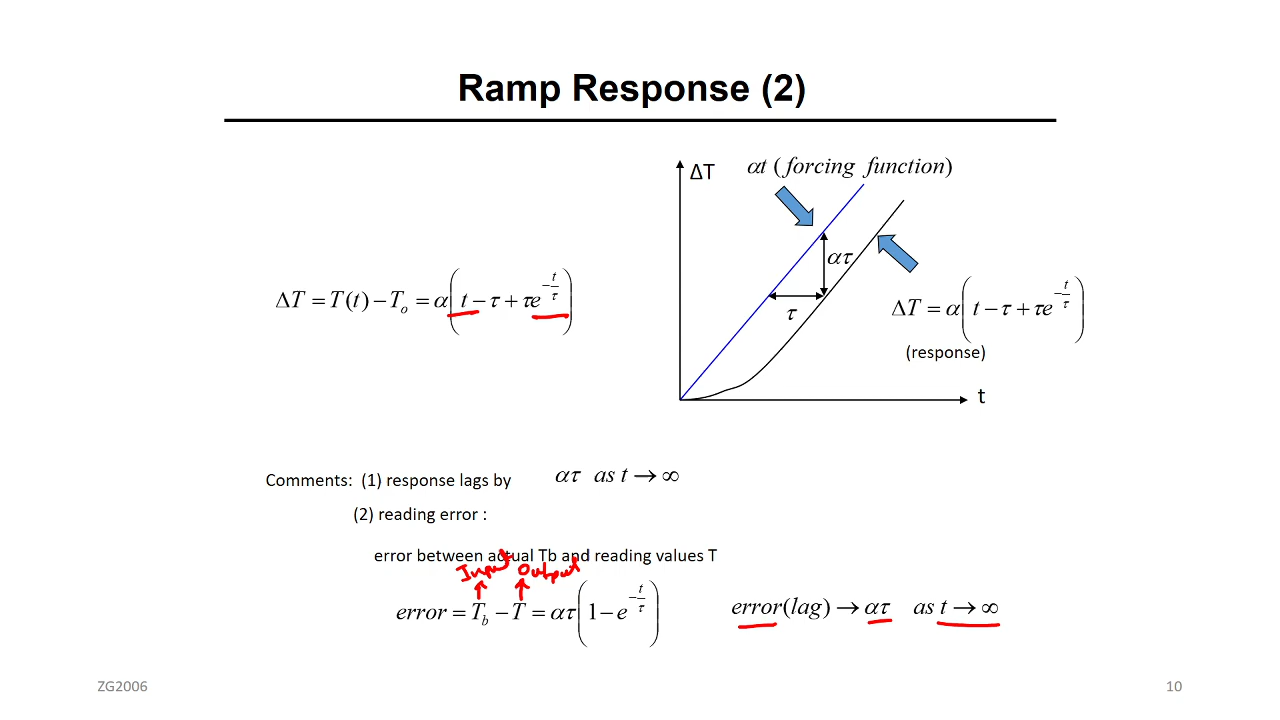 Ramp Response (2)
ΔT
αt (forcing function)
ΔT = T(t) − T_o = α(t − τ + τe^{−t/τ})
ατ
τ
ΔT = α(t − τ + τe^{−t/τ})
(response)
t
Comments: (1) response lags by ατ as t → ∞
(2) reading error :
error between actual Tb and reading values T
Input Output
error = T_b − T = ατ(1 − e^{−t/τ}) error(lag) → ατ as t → ∞
ZG2006 10